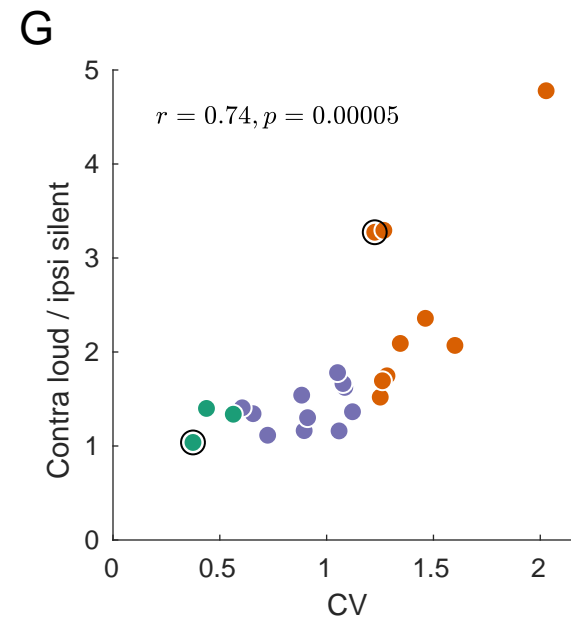 G
r = 0.74, p = 0.00005
Contra loud / ipsi silent
5
4
3
2
1
0
0 0.5 1 1.5 2
CV